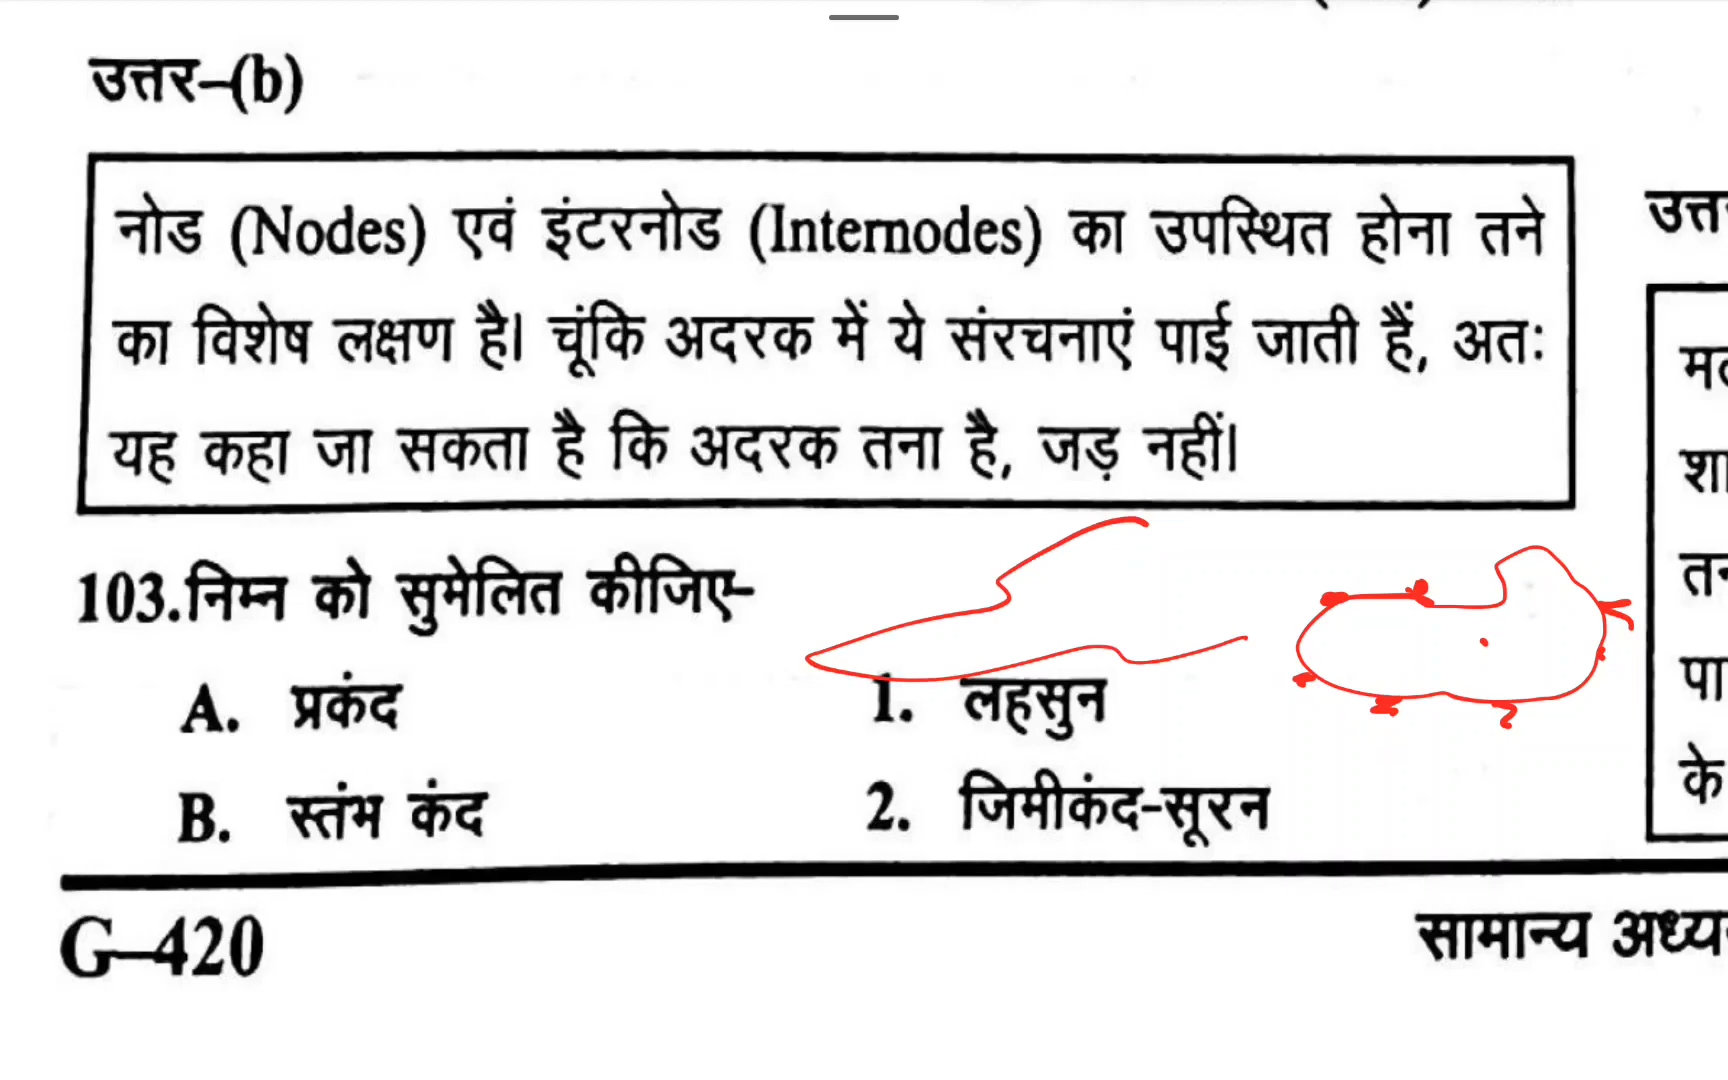 उत्तर–(b)
नोड (Nodes) एवं इंटरनोड (Internodes) का उपस्थित होना तने
का विशेष लक्षण है। चूंकि अदरक में ये संरचनाएं पाई जाती हैं, अतः
यह कहा जा सकता है कि अदरक तना है, जड़ नहीं।
103.निम्न को सुमेलित कीजिए–
A. प्रकंद 1. लहसुन
B. स्तंभ कंद 2. जिमीकंद-सूरन
G–420
सामान्य
पा
के